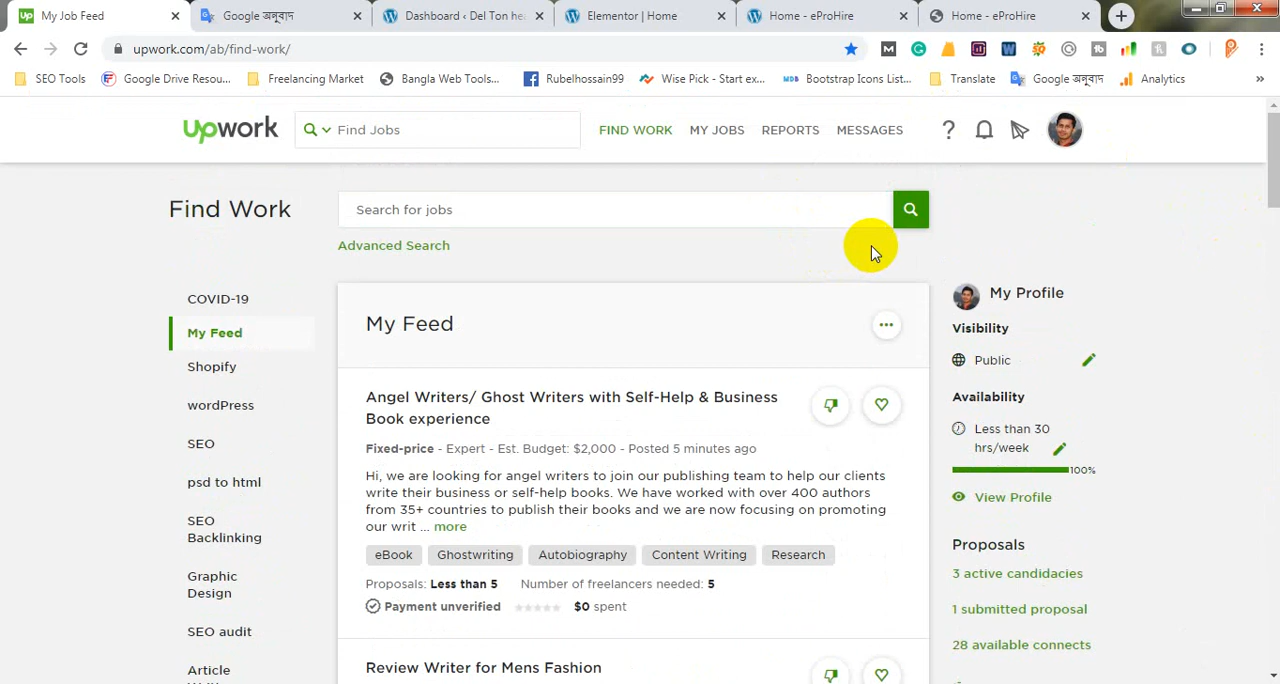 My Job Feed
Google অনুবাদ
Dashboard ‹ Del Ton he
Elementor | Home
Home - eProHire
Home - eProHire
upwork.com/ab/find-work/
SEO Tools
Google Drive Resou...
Freelancing Market
Bangla Web Tools...
Rubelhossain99
Wise Pick - Start ex...
Bootstrap Icons List...
Translate
Google অনুবাদ
Analytics
upwork
Find Jobs
FIND WORK
MY JOBS
REPORTS
MESSAGES
Find Work
Search for jobs
Advanced Search
COVID-19
My Feed
Shopify
wordPress
SEO
psd to html
SEO
Backlinking
Graphic
Design
SEO audit
Article
My Feed
Angel Writers/ Ghost Writers with Self-Help & Business
Book experience
Fixed-price - Expert - Est. Budget: $2,000 - Posted 5 minutes ago
Hi, we are looking for angel writers to join our publishing team to help our clients
write their business or self-help books. We have worked with over 400 authors
from 35+ countries to publish their books and we are now focusing on promoting
our writ ... more
eBook
Ghostwriting
Autobiography
Content Writing
Research
Proposals: Less than 5 Number of freelancers needed: 5
Payment unverified $0 spent
Review Writer for Mens Fashion
My Profile
Visibility
Public
Availability
Less than 30
hrs/week
100%
View Profile
Proposals
3 active candidacies
1 submitted proposal
28 available connects